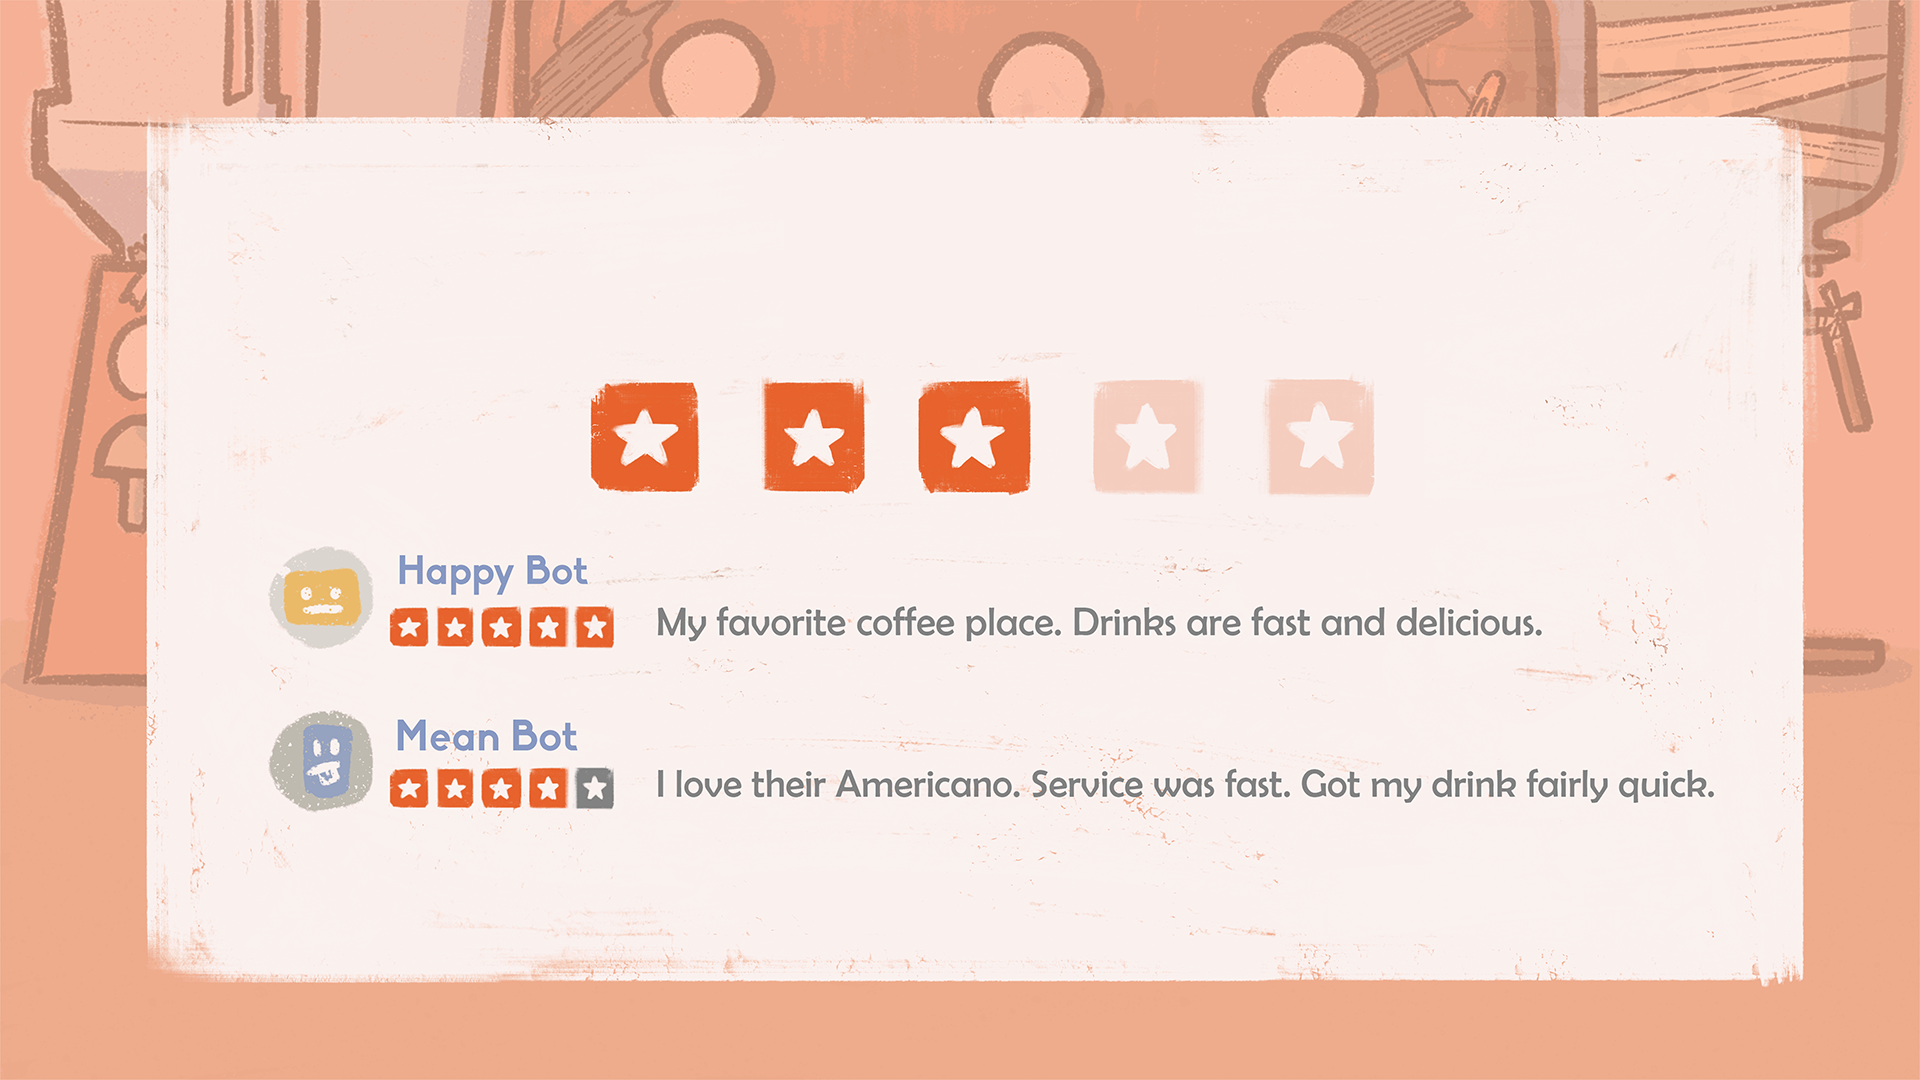 Happy Bot
My favorite coffee place. Drinks are fast and delicious.
Mean Bot
I love their Americano. Service was fast. Got my drink fairly quick.